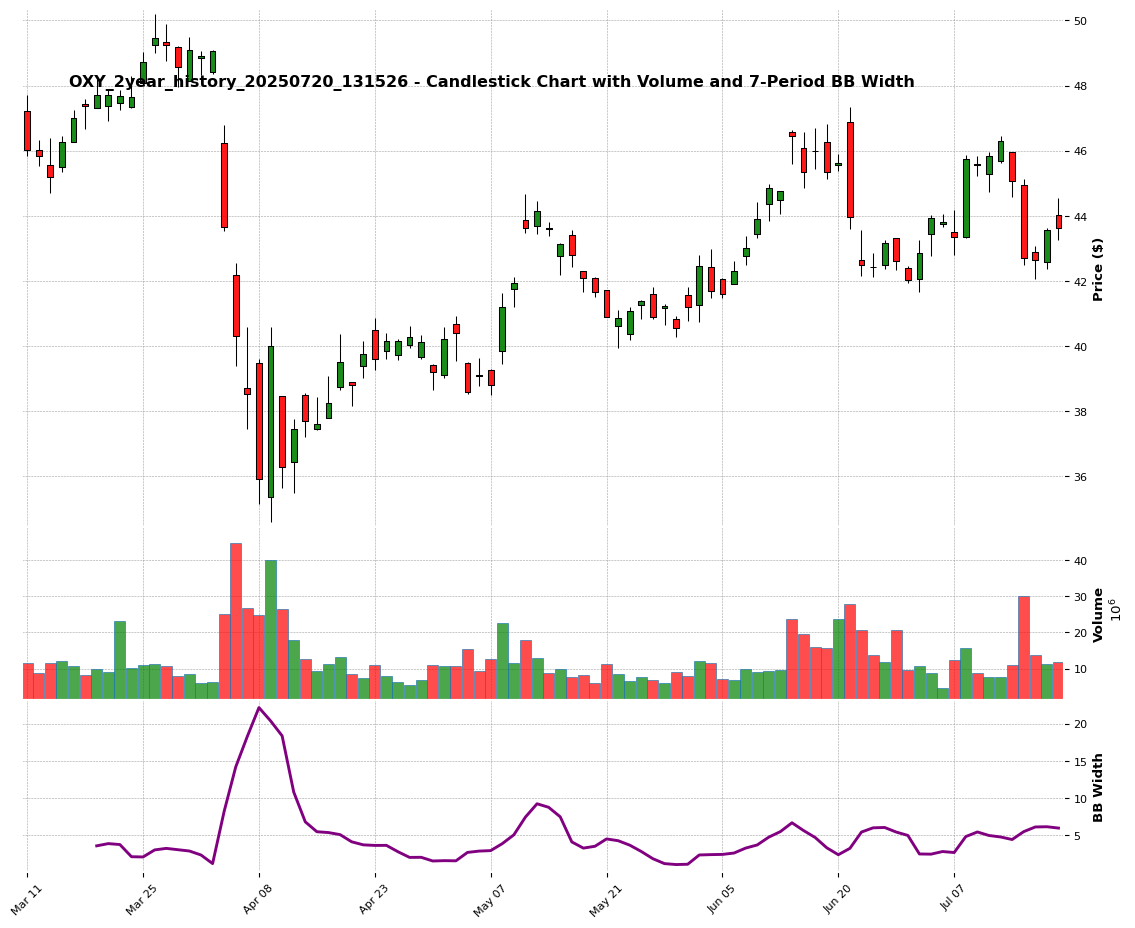 OXY_2year_history_20250720_131526 - Candlestick Chart with Volume and 7-Period BB Width
50
48
46
44
42
40
38
36
Price ($)
40
30
20
10
Volume
10^6
20
15
10
5
BB Width
Mar 11
Mar 25
Apr 08
Apr 23
May 07
May 21
Jun 05
Jun 20
Jul 07